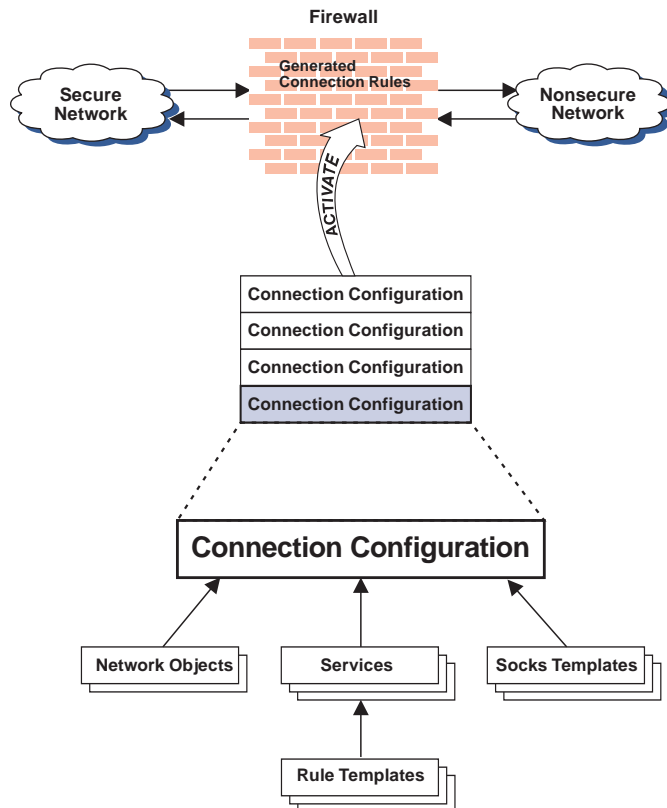 Firewall
Generated
Connection Rules
Secure
Network
Nonsecure
Network
ACTIVATE
Connection Configuration
Connection Configuration
Connection Configuration
Connection Configuration
Connection Configuration
Network Objects
Services
Socks Templates
Rule Templates